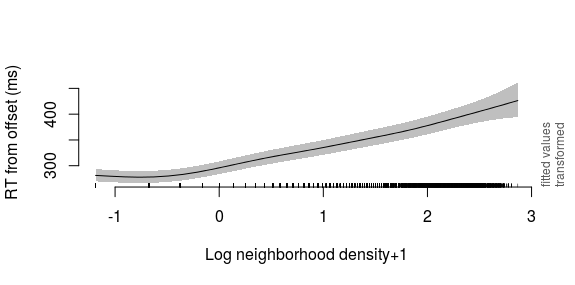 RT from offset (ms)
400
300
-1 0 1 2 3
Log neighborhood density+1
fitted values
transformed